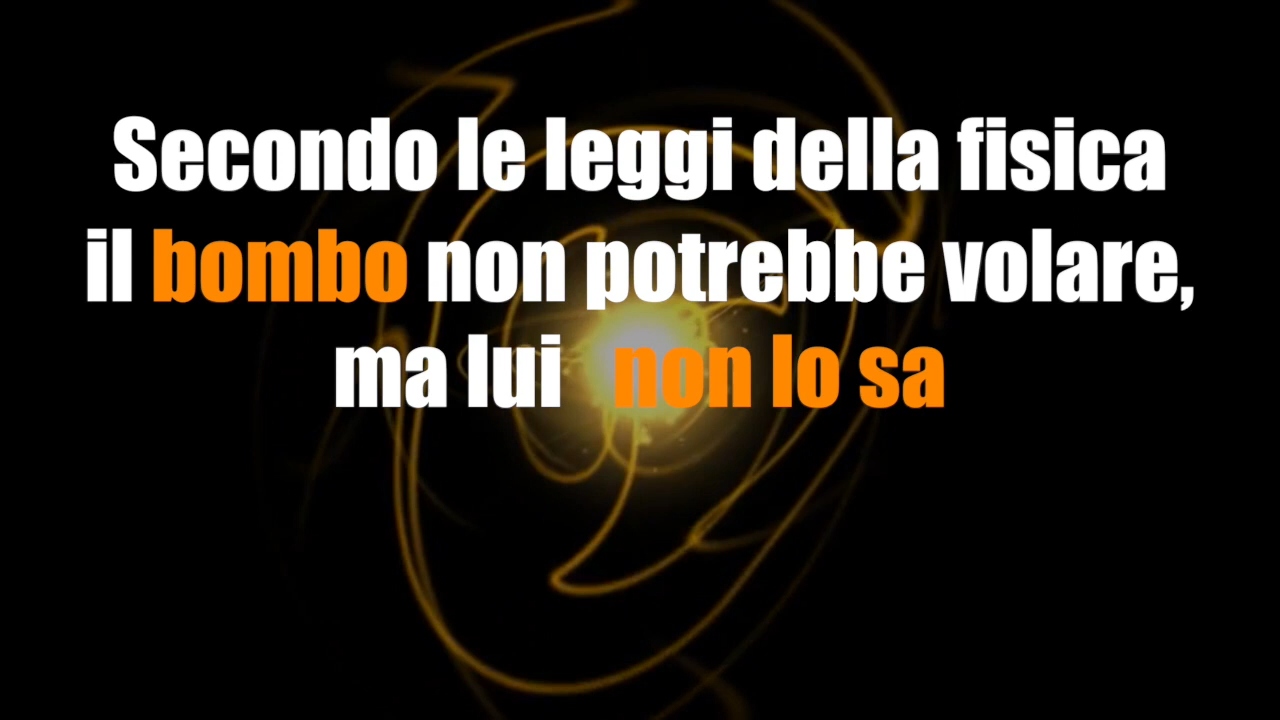 Secondo le leggi della fisica
il bombo non potrebbe volare,
ma lui non lo sa